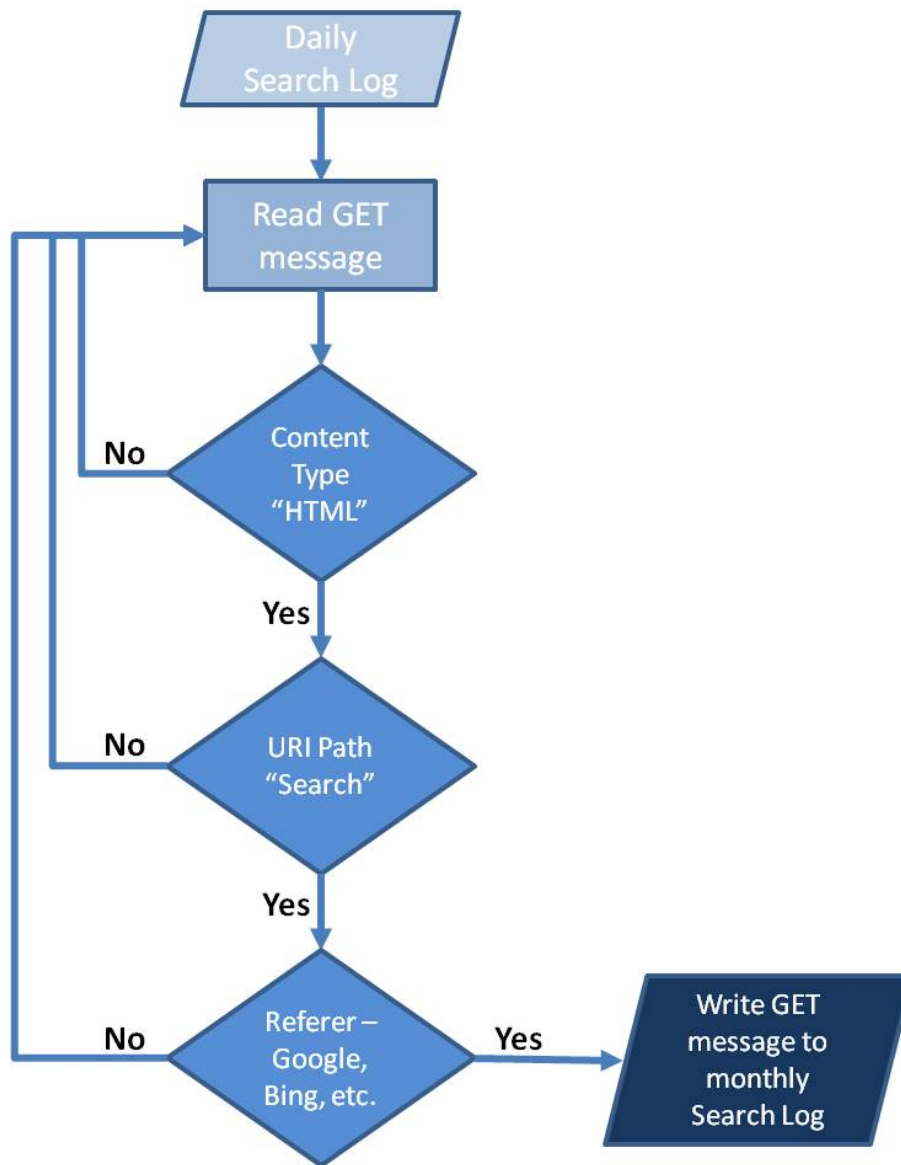 Daily
Search Log
Read GET
message
No
Content
Type
“HTML”
Yes
No
URI Path
“Search”
Yes
No
Referer –
Google,
Bing, etc.
Yes
Write GET
message to
monthly
Search Log